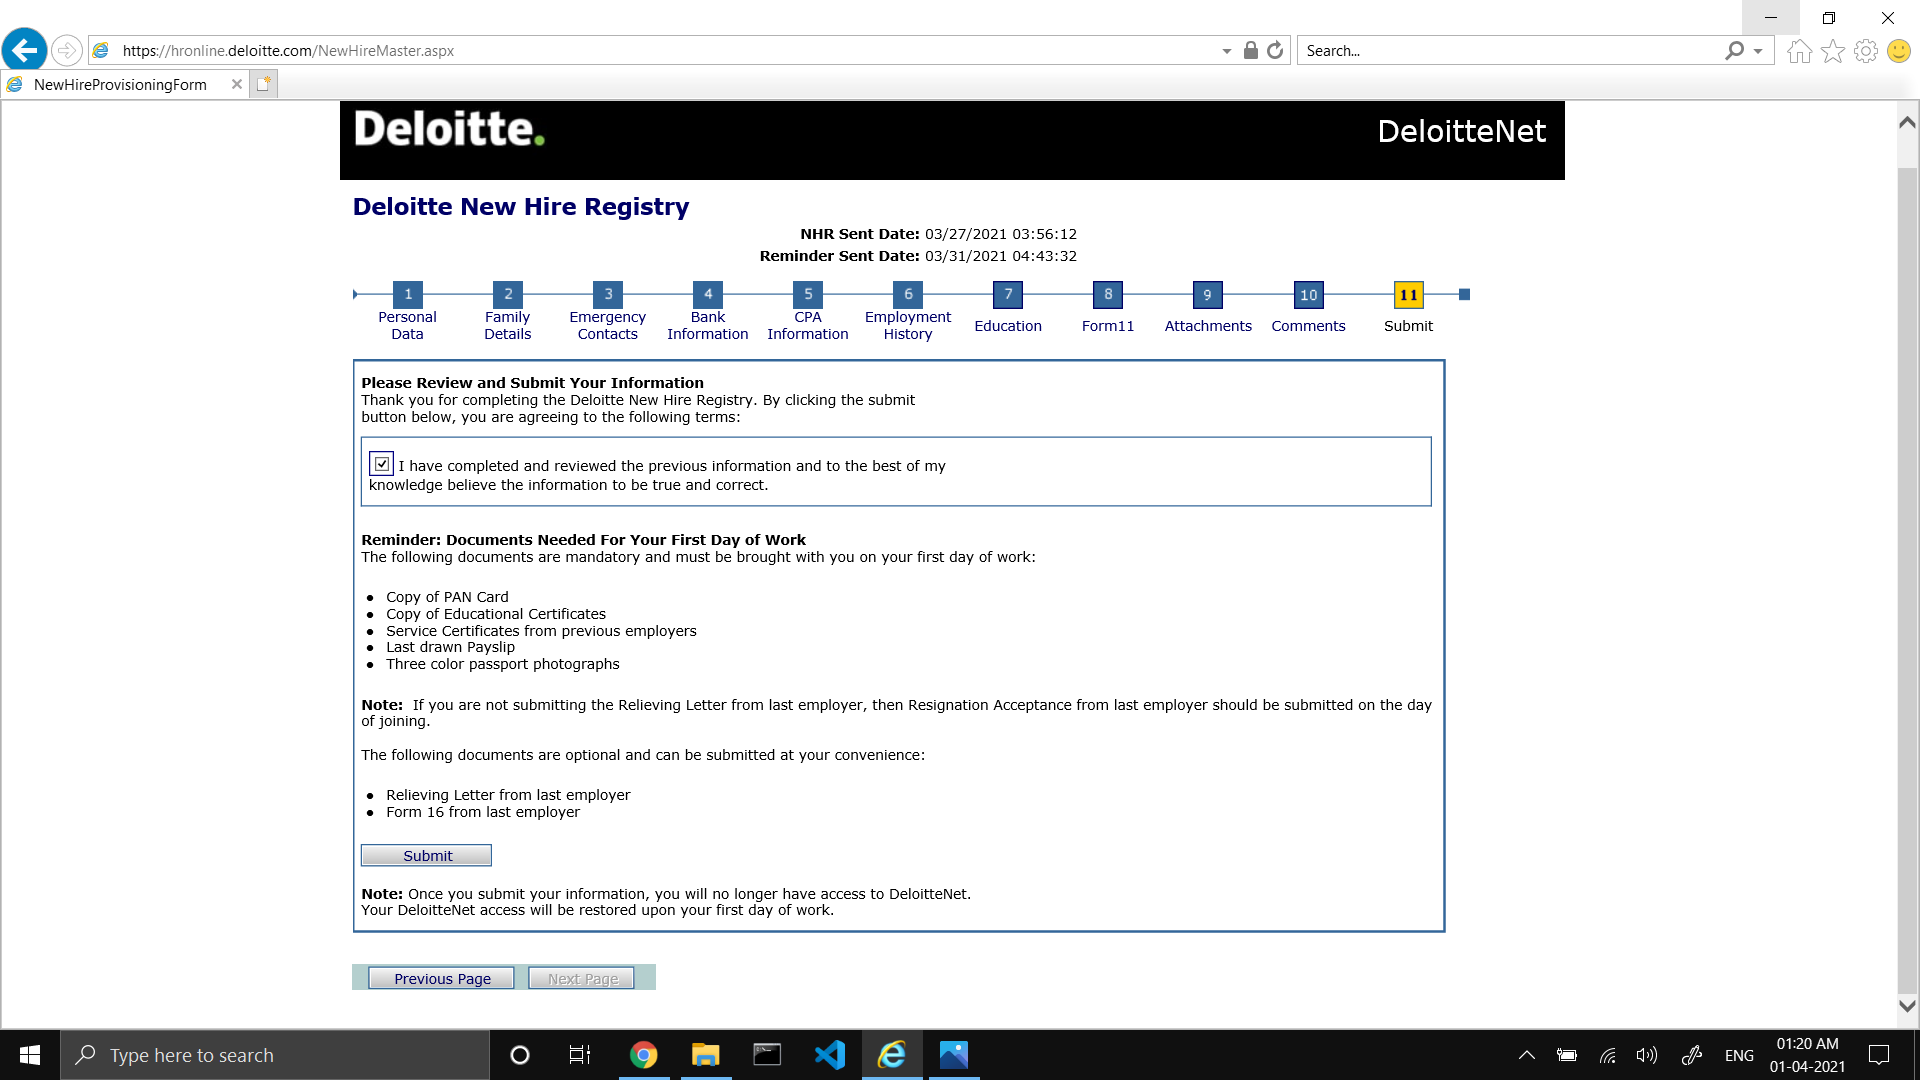 https://hronline.deloitte.com/NewHireMaster.aspx
Search...
NewHireProvisioningForm
Deloitte.
DeloitteNet
Deloitte New Hire Registry
NHR Sent Date: 03/27/2021 03:56:12
Reminder Sent Date: 03/31/2021 04:43:32
1 2 3 4 5 6 7 8 9 10 11
Personal Data
Family Details
Emergency Contacts
Bank Information
CPA Information
Employment History
Education
Form11
Attachments
Comments
Submit
Please Review and Submit Your Information
Thank you for completing the Deloitte New Hire Registry. By clicking the submit
button below, you are agreeing to the following terms:
I have completed and reviewed the previous information and to the best of my
knowledge believe the information to be true and correct.
Reminder: Documents Needed For Your First Day of Work
The following documents are mandatory and must be brought with you on your first day of work:
• Copy of PAN Card
• Copy of Educational Certificates
• Service Certificates from previous employers
• Last drawn Payslip
• Three color passport photographs
Note: If you are not submitting the Relieving Letter from last employer, then Resignation Acceptance from last employer should be submitted on the day
of joining.
The following documents are optional and can be submitted at your convenience:
• Relieving Letter from last employer
• Form 16 from last employer
Submit
Note: Once you submit your information, you will no longer have access to DeloitteNet.
Your DeloitteNet access will be restored upon your first day of work.
Previous Page
Next Page
Type here to search
ENG
01:20 AM
01-04-2021